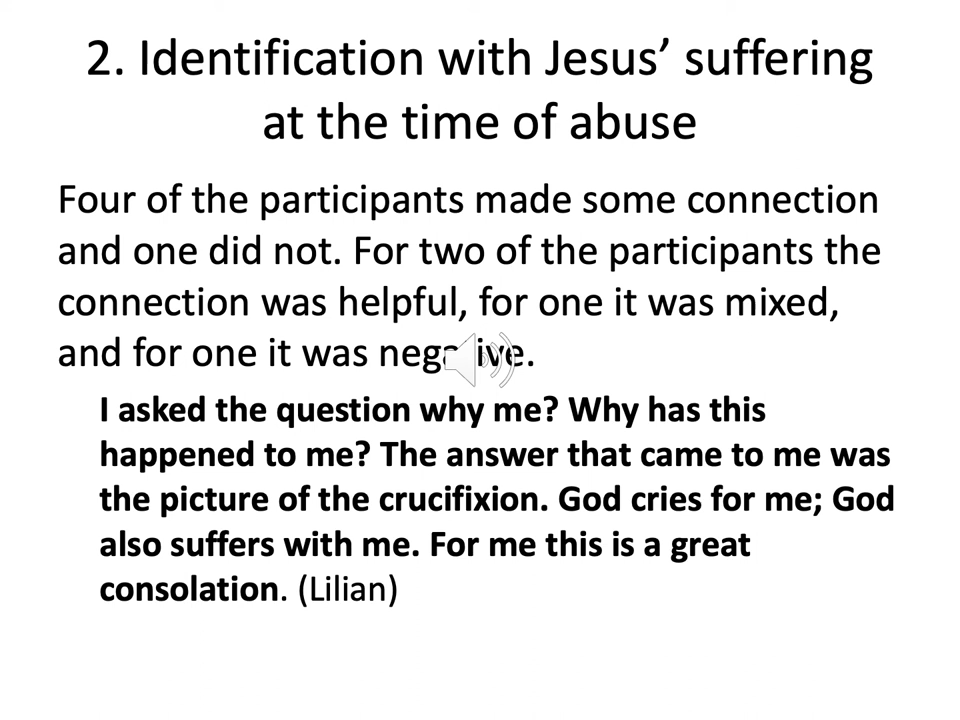 2. Identification with Jesus’ suffering
at the time of abuse
Four of the participants made some connection
and one did not. For two of the participants the
connection was helpful, for one it was mixed,
and for one it was negative.
I asked the question why me? Why has this
happened to me? The answer that came to me was
the picture of the crucifixion. God cries for me; God
also suffers with me. For me this is a great
consolation. (Lilian)